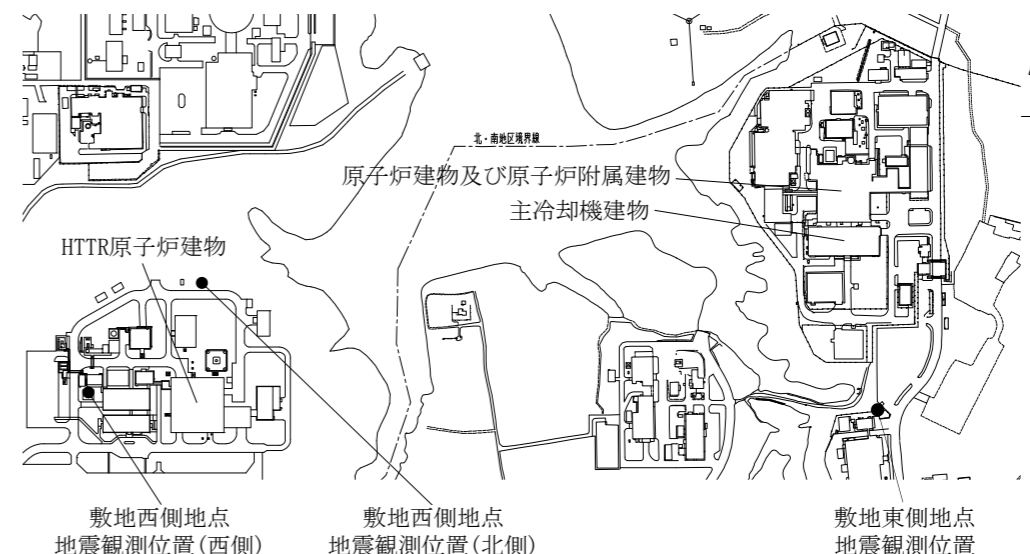 北・南地区境界線
原子炉建物及び原子炉附属建物
主冷却機建物
HTTR原子炉建物
敷地西側地点
地震観測位置(西側)
敷地西側地点
地震観測位置(北側)
敷地東側地点
地震観測位置